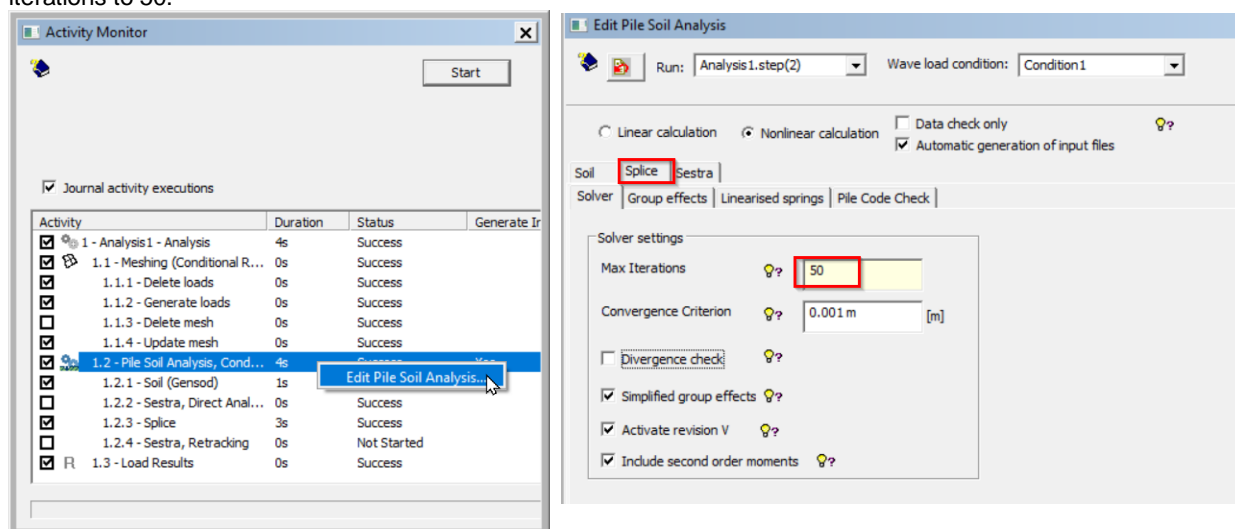 iterations to 50.
Activity Monitor
Start
Journal activity executions
Activity Duration Status Generate In
1 - Analysis1 - Analysis 4s Success
1.1 - Meshing (Conditional R... 0s Success
1.1.1 - Delete loads 0s Success
1.1.2 - Generate loads 0s Success
1.1.3 - Delete mesh 0s Success
1.1.4 - Update mesh 0s Success
1.2 - Pile Soil Analysis, Cond... 4s Success Yes
Edit Pile Soil Analysis...
1.2.1 - Soil (Gensod) 1s
1.2.2 - Sestra, Direct Anal... 0s Success
1.2.3 - Splice 3s Success
1.2.4 - Sestra, Retracking 0s Not Started
R 1.3 - Load Results 0s Success
Edit Pile Soil Analysis
Run: Analysis1.step(2) Wave load condition: Condition1
Linear calculation Nonlinear calculation Data check only
Automatic generation of input files
Soil Splice Sestra
Solver Group effects Linearised springs Pile Code Check
Solver settings
Max Iterations 50
Convergence Criterion 0.001 m [m]
Divergence check
Simplified group effects
Activate revision V
Include second order moments